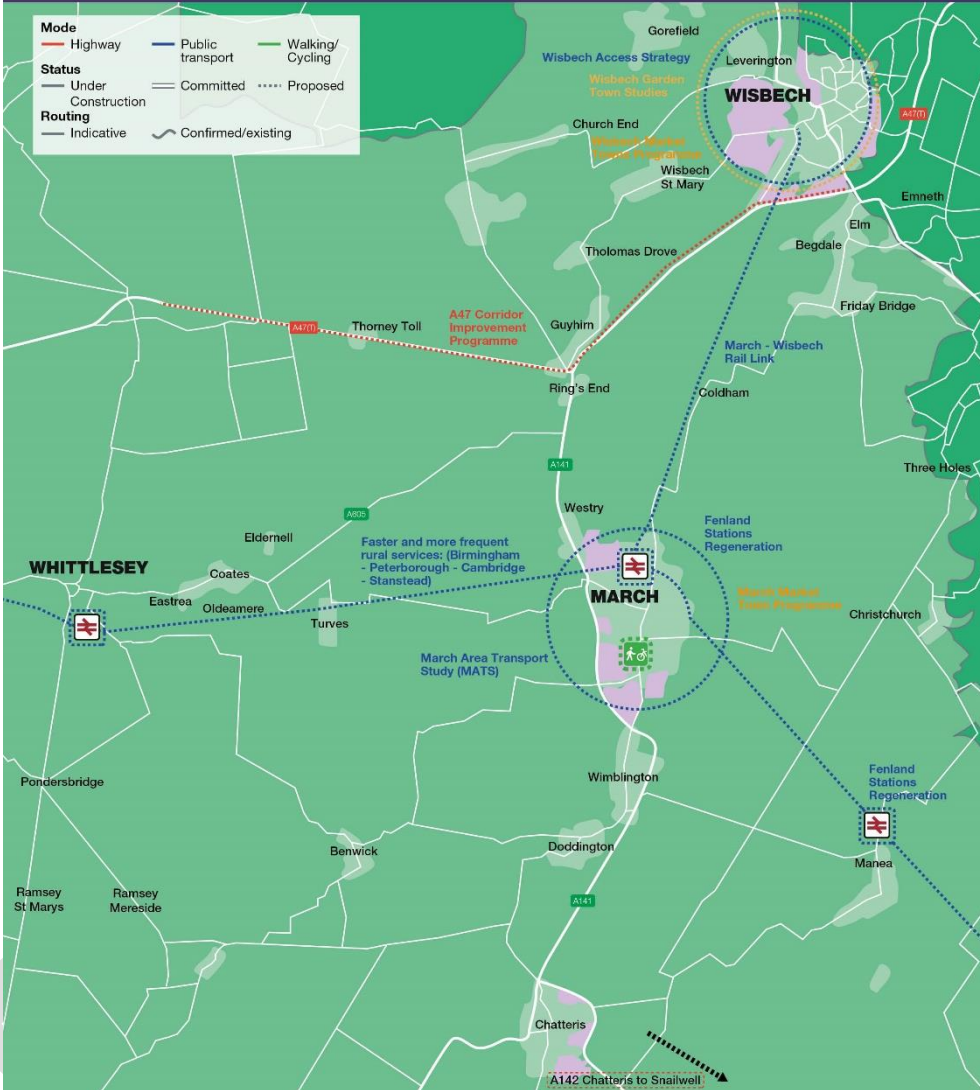 Mode
Highway
Public
transport
Walking/
Cycling
Status
Under
Construction
Committed
Proposed
Routing
Indicative
Confirmed/existing
Gorefield
Wisbech Access Strategy
Leverington
Wisbech Garden
Town Studies
WISBECH
A47(T)
Church End
Wisbech Market
Towns Programme
Wisbech
St Mary
Emneth
Elm
Begdale
Tholomas Drove
Friday Bridge
A47 Corridor
Improvement
Programme
A47(T)
Thorney Toll
Guyhirn
March - Wisbech
Rail Link
Ring's End
Coldham
A141
Three Holes
Westry
A605
Fenland
Stations
Regeneration
Eldernell
Faster and more frequent
rural services: (Birmingham
- Peterborough - Cambridge
- Stanstead)
WHITTLESEY
Coates
Eastrea
Oldeamere
Turves
MARCH
March Market
Town Programme
Christchurch
March Area Transport
Study (MATS)
Wimblington
Pondersbridge
Fenland
Stations
Regeneration
Benwick
Doddington
Manea
Ramsey
St Marys
Ramsey
Mereside
A141
Chatteris
A142 Chatteris to Snailwell